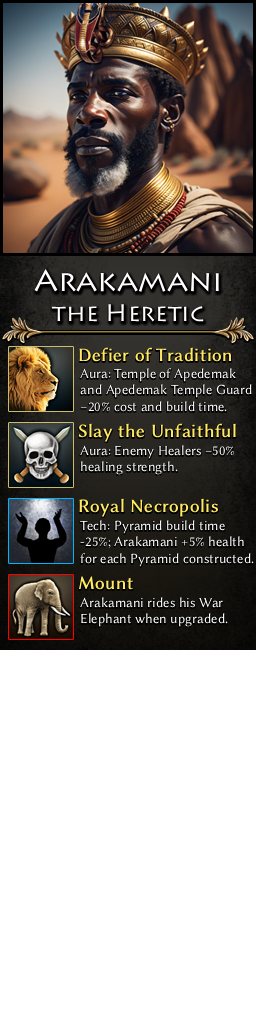 Arakamani
the Heretic
Defier of Tradition
Aura: Temple of Apedemak
and Apedemak Temple Guard
−20% cost and build time.
Slay the Unfaithful
Aura: Enemy Healers −50%
healing strength.
Royal Necropolis
Tech: Pyramid build time
-25%; Arakamani +5% health
for each Pyramid constructed.
Mount
Arakamani rides his War
Elephant when upgraded.